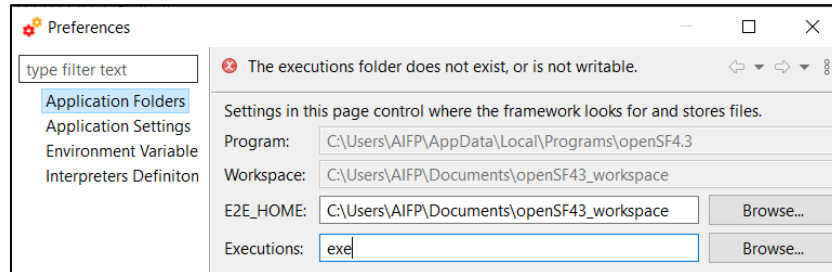 Preferences
type filter text
The executions folder does not exist, or is not writable.
Application Folders
Application Settings
Environment Variable
Interpreters Definiton
Settings in this page control where the framework looks for and stores files.
Program: C:\Users\AIFP\AppData\Local\Programs\openSF4.3
Workspace: C:\Users\AIFP\Documents\openSF43_workspace
E2E_HOME: C:\Users\AIFP\Documents\openSF43_workspace Browse...
Executions: exe Browse...